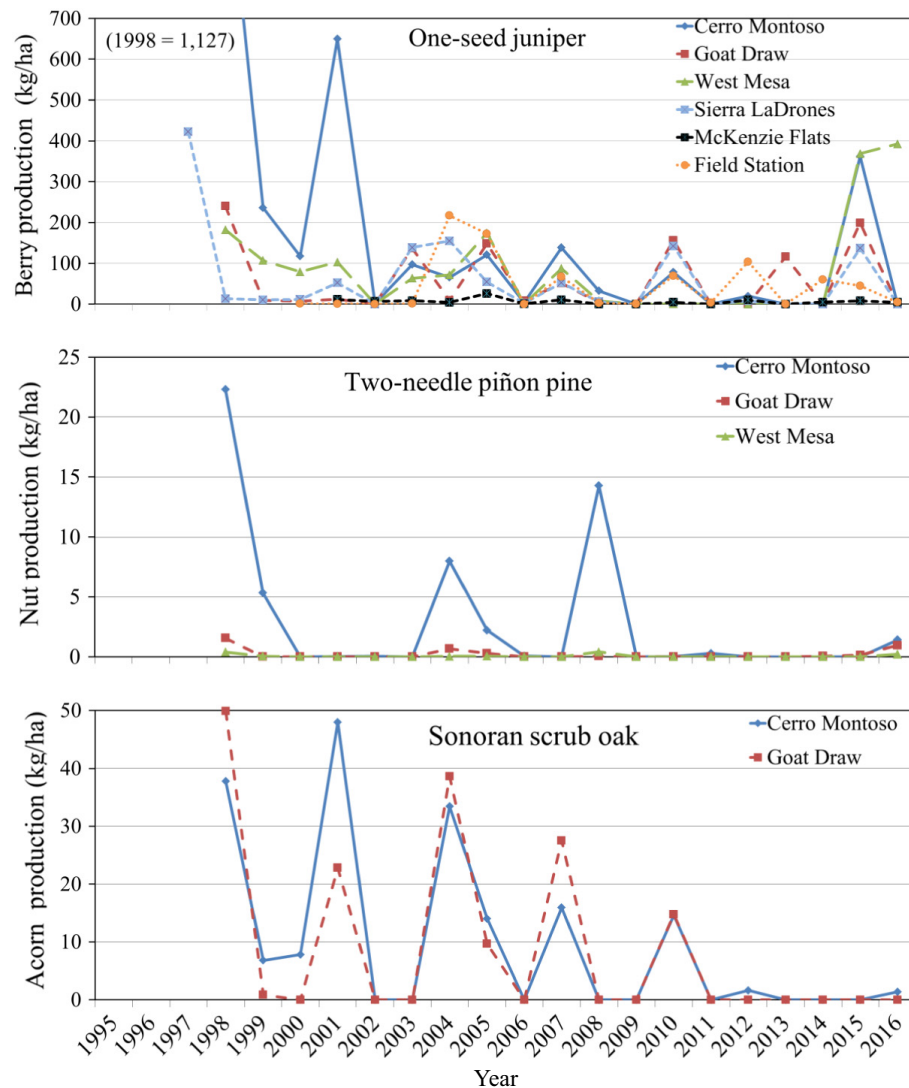 Berry production (kg/ha)
700
600
500
400
300
200
100
0
(1998 = 1,127)
One-seed juniper
Cerro Montoso
Goat Draw
West Mesa
Sierra LaDrones
McKenzie Flats
Field Station
Nut production (kg/ha)
25
20
15
10
5
0
Two-needle piñon pine
Cerro Montoso
Goat Draw
West Mesa
Acorn production (kg/ha)
50
40
30
20
10
0
Sonoran scrub oak
Cerro Montoso
Goat Draw
1995
1996
1997
1998
1999
2000
2001
2002
2003
2004
2005
2006
2007
2008
2009
2010
2011
2012
2013
2014
2015
2016
Year